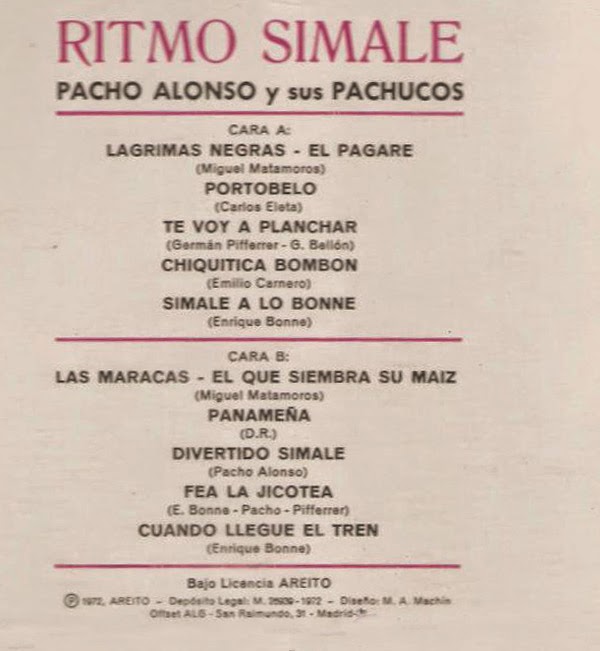 RITMO SIMALE
PACHO ALONSO y sus PACHUCOS
CARA A:
LAGRIMAS NEGRAS - EL PAGARE
(Miguel Matamoros)
PORTOBELO
(Carlos Eleta)
TE VOY A PLANCHAR
(Germán Pifferrer - G. Bellón)
CHIQUITICA BOMBON
(Emilio Carnero)
SIMALE A LO BONNE
(Enrique Bonne)
CARA B:
LAS MARACAS - EL QUE SIEMBRA SU MAIZ
(Miguel Matamoros)
PANAMEÑA
(D.R.)
DIVERTIDO SIMALE
(Pacho Alonso)
FEA LA JICOTEA
(E. Bonne - Pacho - Pifferrer)
CUANDO LLEGUE EL TREN
(Enrique Bonne)
Bajo Licencia AREITO
Ⓟ 1972, AREITO - Depósito Legal: M. 26939-1972 - Diseño: M. A. Machín
Offset ALG - San Raimundo, 31 - Madrid-